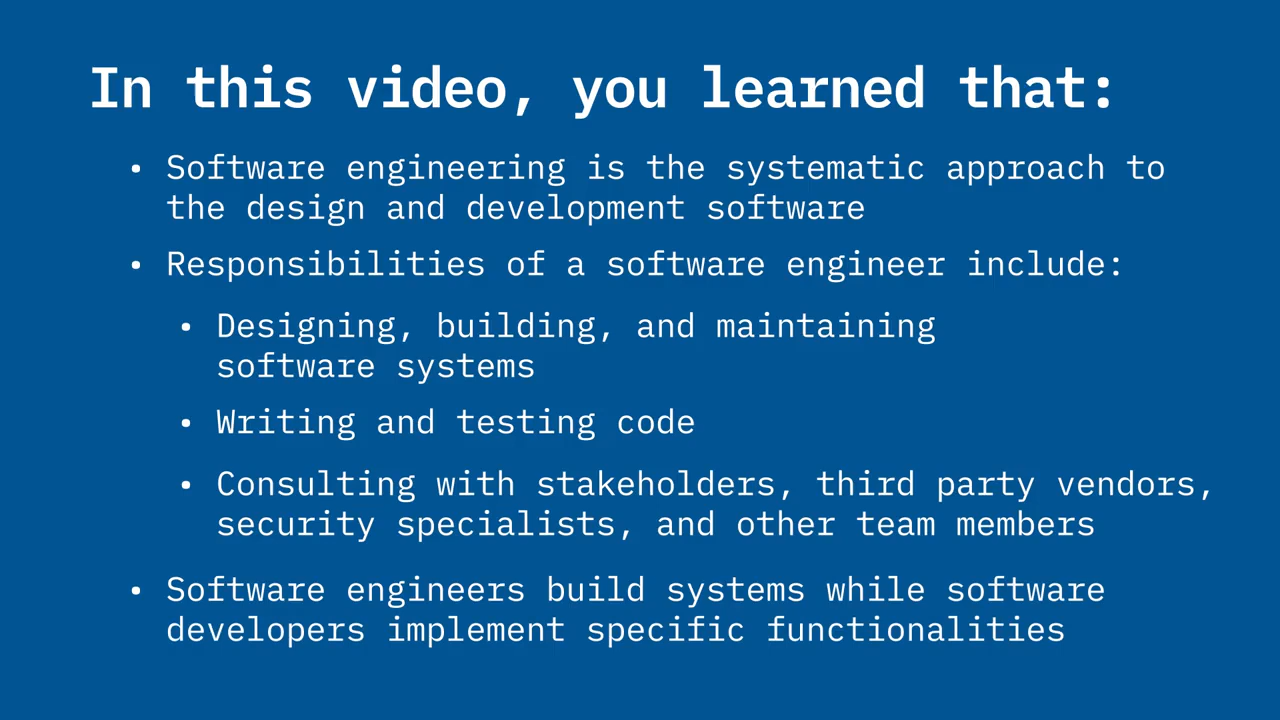 In this video, you learned that:
• Software engineering is the systematic approach to
the design and development software
• Responsibilities of a software engineer include:
• Designing, building, and maintaining
software systems
• Writing and testing code
• Consulting with stakeholders, third party vendors,
security specialists, and other team members
• Software engineers build systems while software
developers implement specific functionalities